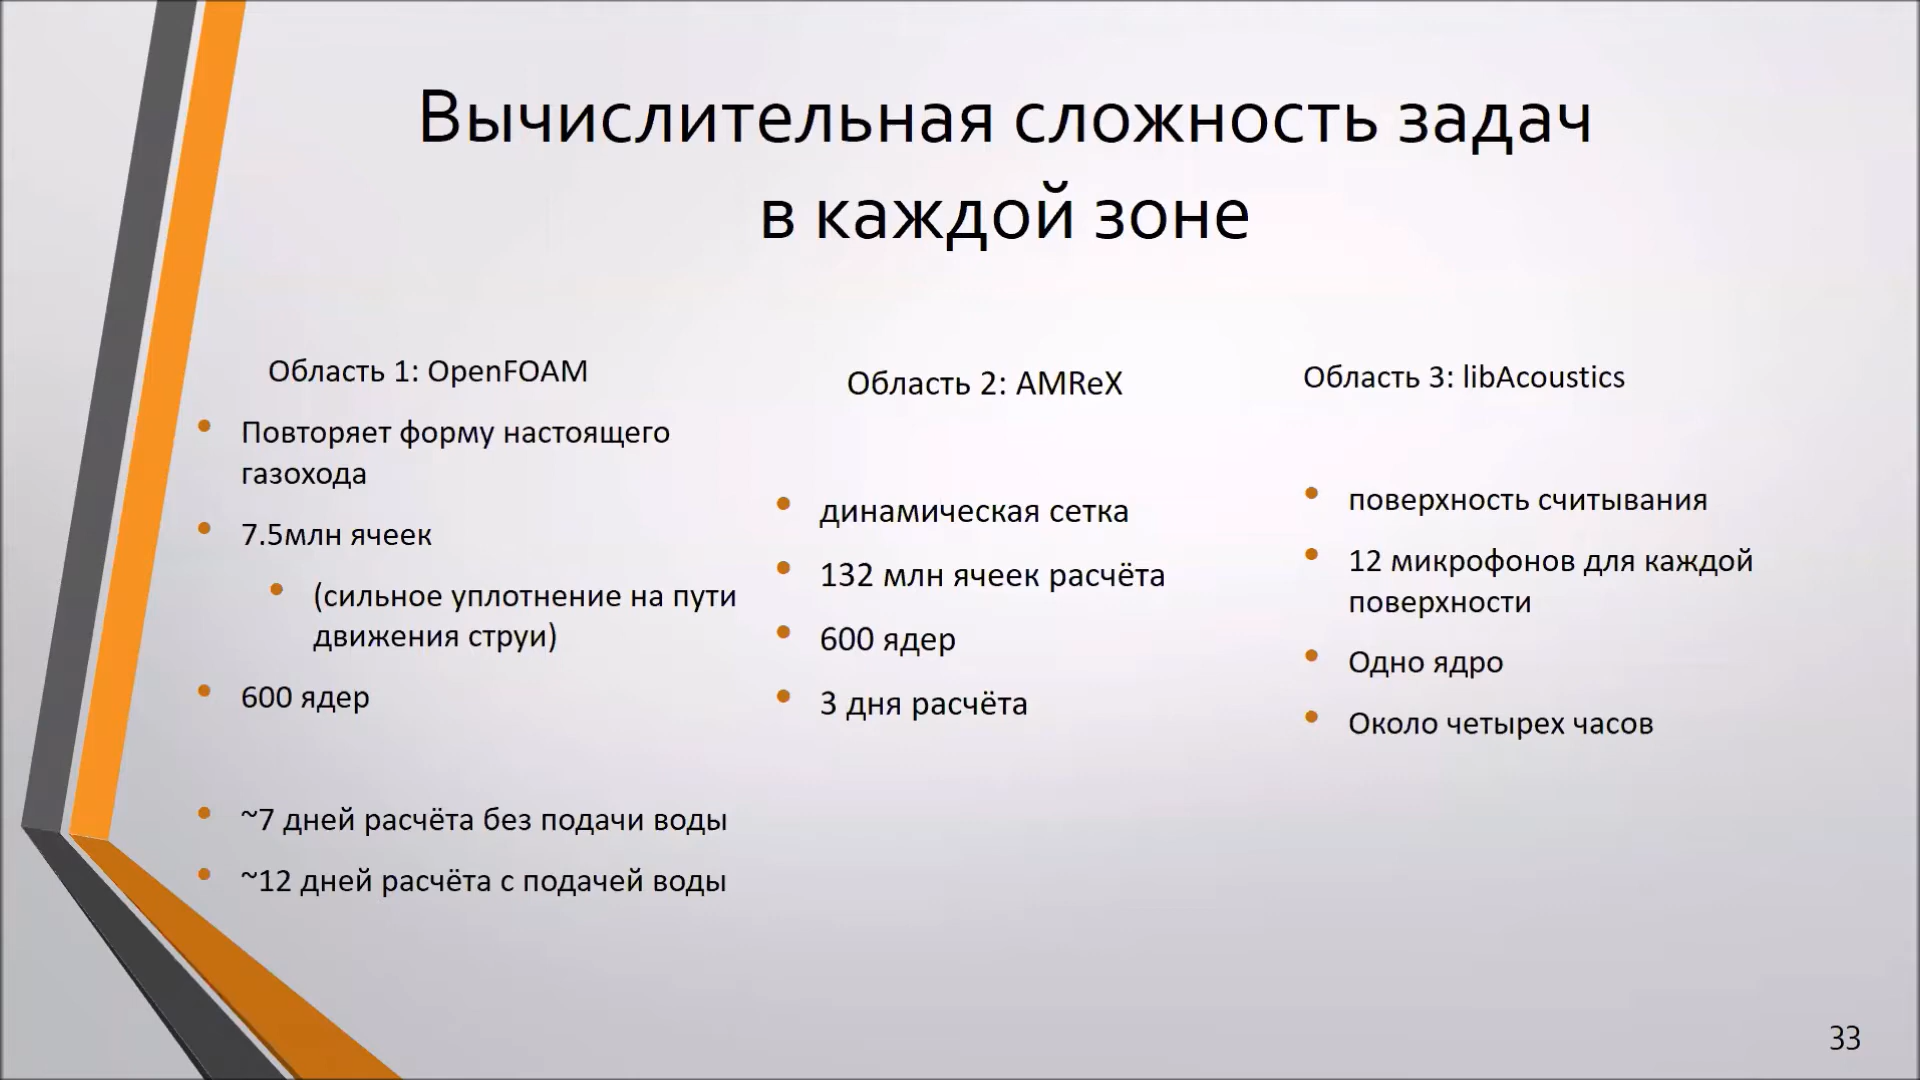 Вычислительная сложность задач
в каждой зоне
Область 1: OpenFOAM
Повторяет форму настоящего
газохода
7.5млн ячеек
(сильное уплотнение на пути
движения струи)
600 ядер
~7 дней расчёта без подачи воды
~12 дней расчёта с подачей воды
Область 2: AMReX
динамическая сетка
132 млн ячеек расчёта
600 ядер
3 дня расчёта
Область 3: libAcoustics
поверхность считывания
12 микрофонов для каждой
поверхности
Одно ядро
Около четырех часов
33